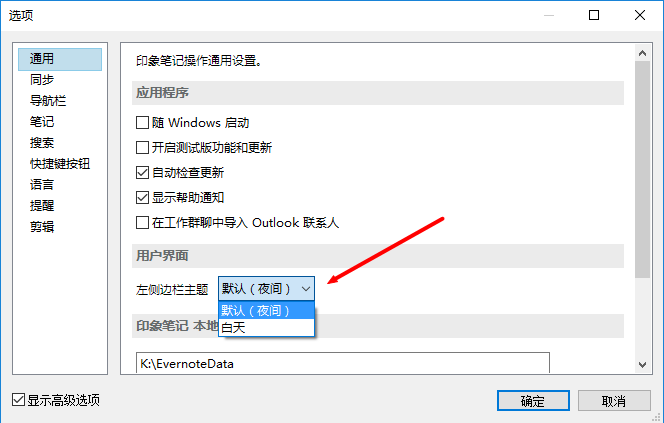 选项
通用
同步
导航栏
笔记
搜索
快捷键按钮
语言
提醒
剪辑
印象笔记操作通用设置。
应用程序
随 Windows 启动
开启测试版功能和更新
自动检查更新
显示帮助通知
在工作群聊中导入 Outlook 联系人
用户界面
左侧边栏主题 默认（夜间）
默认（夜间）
白天
印象笔记 本地
K:\EvernoteData
显示高级选项
确定 取消